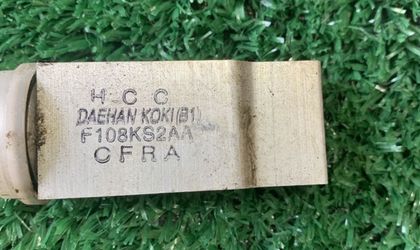 H C C
DAEHAN KOKI(B1)
F108KS2AA
CFRA